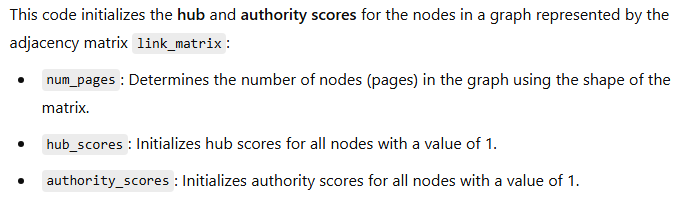 This code initializes the hub and authority scores for the nodes in a graph represented by the
adjacency matrix link_matrix :
• num_pages : Determines the number of nodes (pages) in the graph using the shape of the
matrix.
• hub_scores : Initializes hub scores for all nodes with a value of 1.
• authority_scores : Initializes authority scores for all nodes with a value of 1.